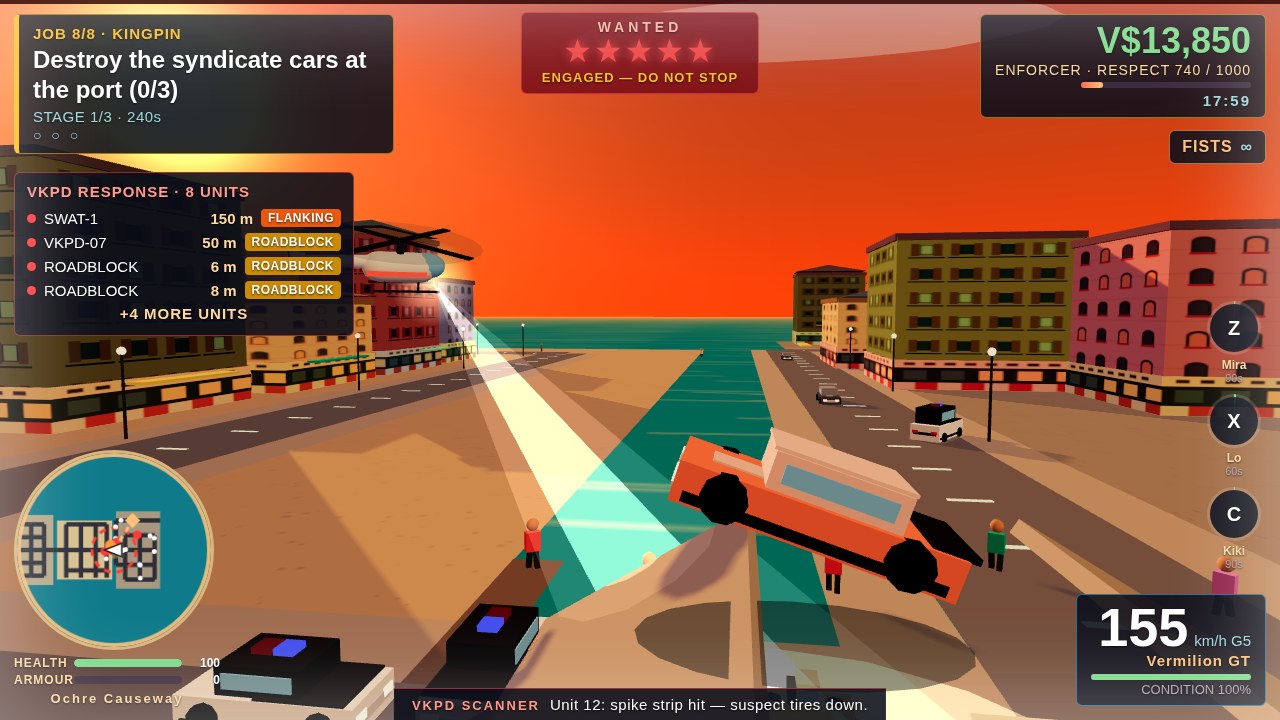 JOB 8/8 · KINGPIN
Destroy the syndicate cars at
the port (0/3)
STAGE 1/3 · 240s
WANTED
ENGAGED — DO NOT STOP
V$13,850
ENFORCER · RESPECT 740 / 1000
17:59
FISTS ∞
VKPD RESPONSE · 8 UNITS
SWAT-1 150 m FLANKING
VKPD-07 50 m ROADBLOCK
ROADBLOCK 6 m ROADBLOCK
ROADBLOCK 8 m ROADBLOCK
+4 MORE UNITS
Z
Mira
90s
X
Lo
60s
C
Kiki
90s
HEALTH 100
ARMOUR 0
Ochre Causeway
155 km/h G5
Vermilion GT
CONDITION 100%
VKPD SCANNER Unit 12: spike strip hit — suspect tires down.